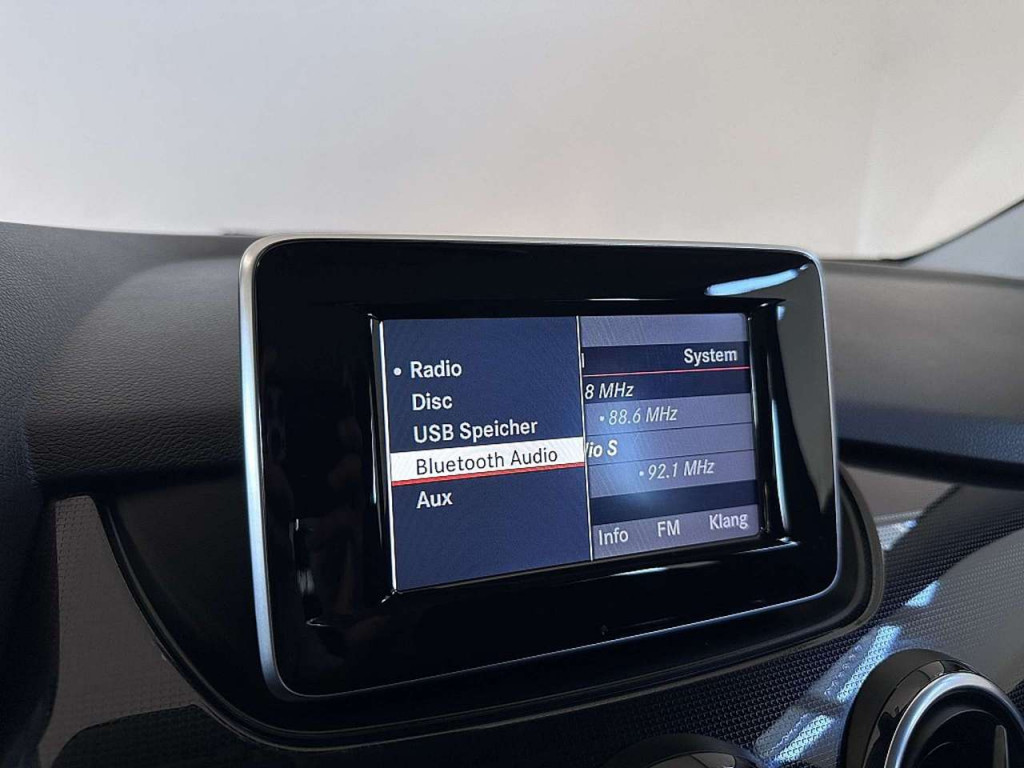 Radio
Disc
USB Speicher
Bluetooth Audio
Aux
System
8 MHz
•88.6 MHz
io S
•92.1 MHz
Info FM Klang